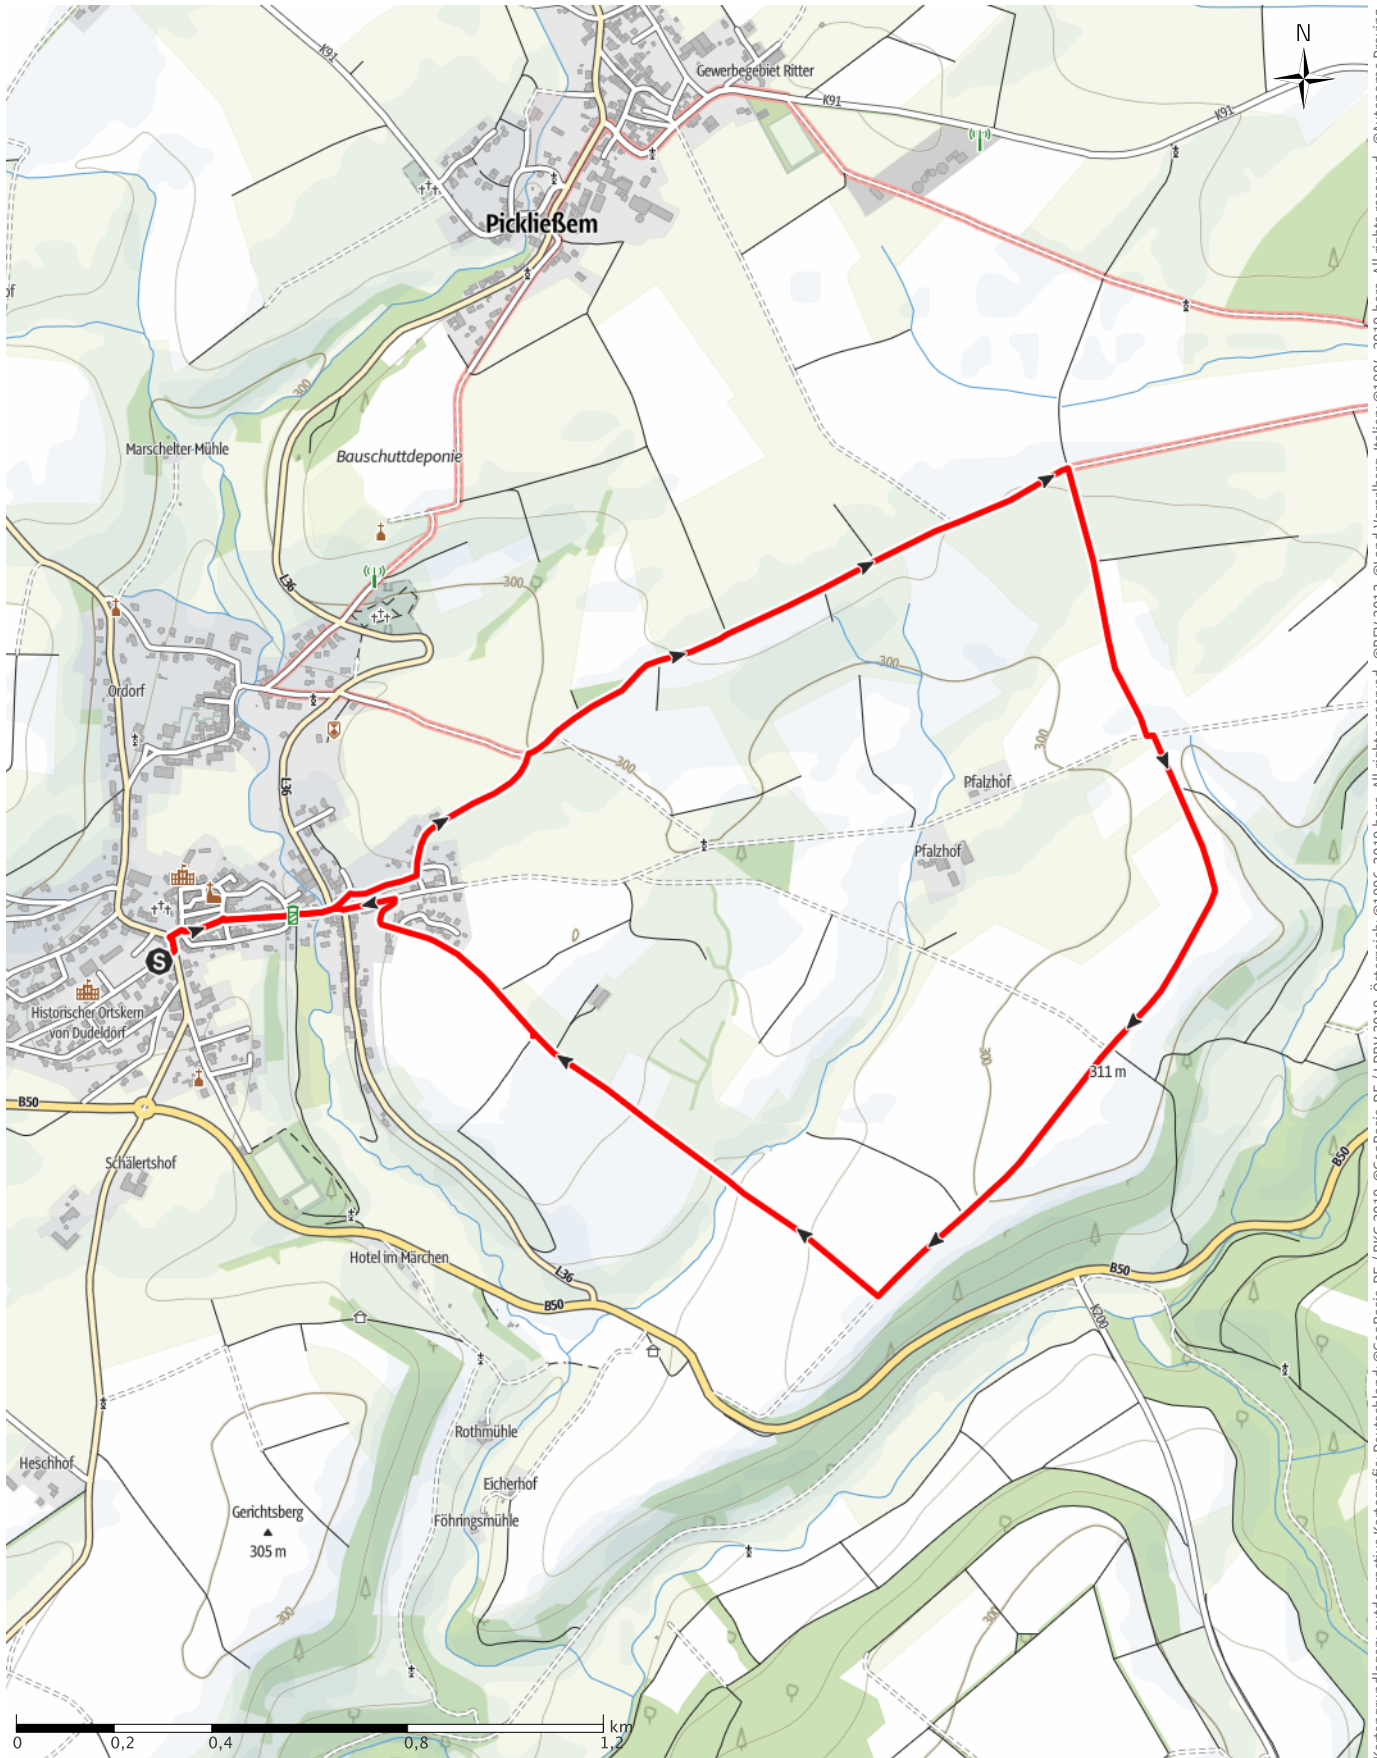 N
K91
Gewerbegebiet Ritter
K91
K91
Pickließem
300
Marschelter Mühle
Bauschuttdeponie
L36
300
Ordorf
300
300
300
L36
Pfalzhof
Pfalzhof
S
Historischer Ortskern
von Dudeldorf
300
311 m
B50
Schälertshof
B50
Hotel im Märchen
L36
B50
B50
K200
Rothmühle
Heschhof
Eicherhof
Gerichtsberg
Föhringsmühle
305 m
300
300
km
0
0,2
0,4
0,8
1,2